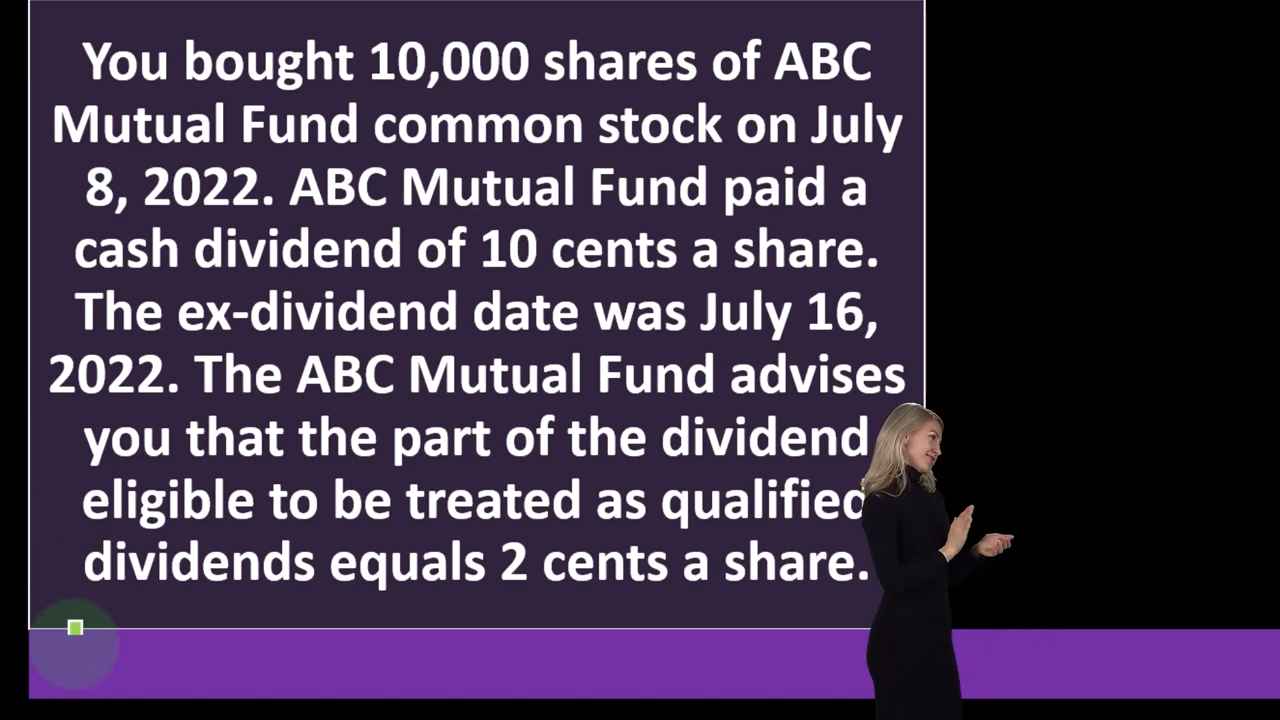 You bought 10,000 shares of ABC
Mutual Fund common stock on July
8, 2022. ABC Mutual Fund paid a
cash dividend of 10 cents a share.
The ex-dividend date was July 16,
2022. The ABC Mutual Fund advises
you that the part of the dividend
eligible to be treated as qualified
dividends equals 2 cents a share.